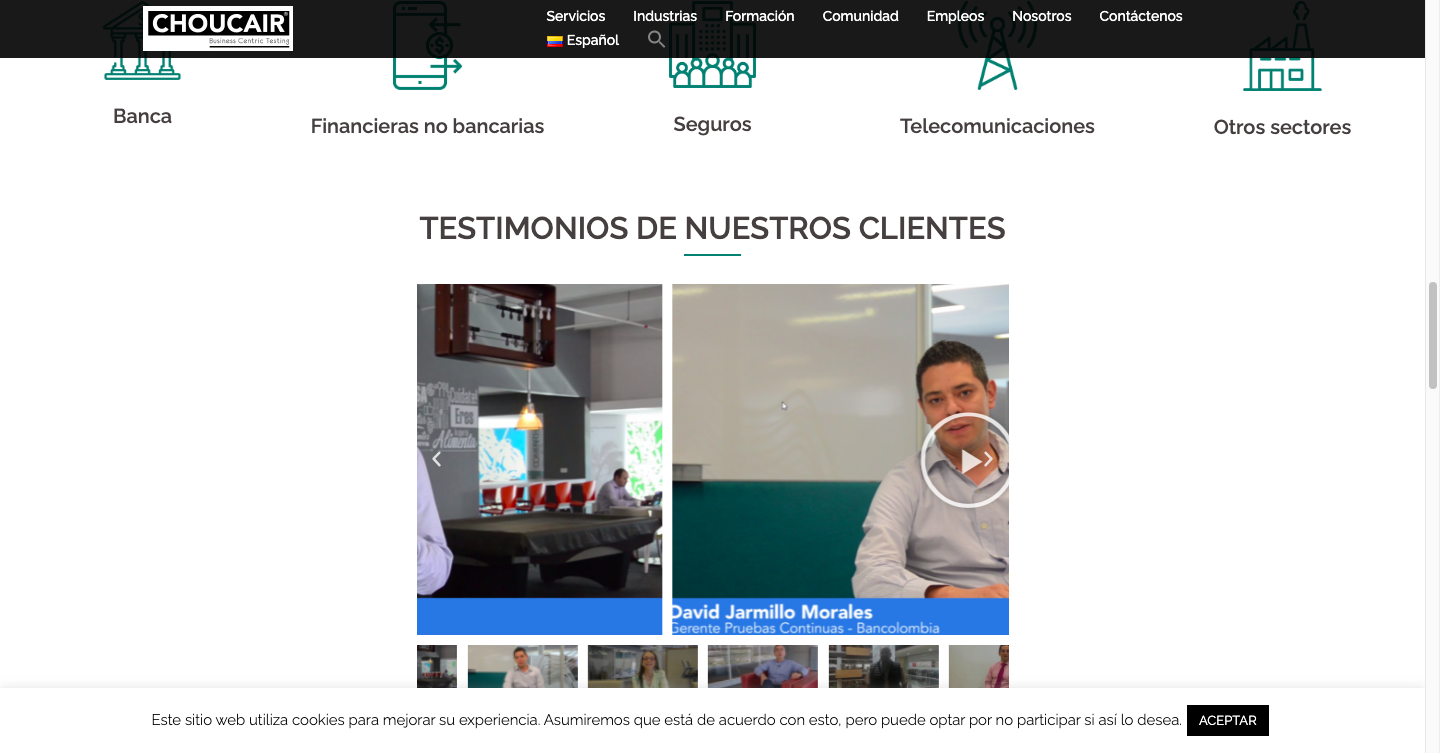 CHOUCAIR
Business Centric Testing
Servicios Industrias Formación Comunidad Empleos Nosotros Contáctenos
Español
Banca
Financieras no bancarias
Seguros
Telecomunicaciones
Otros sectores
TESTIMONIOS DE NUESTROS CLIENTES
Eres
Alimenta
David Jarmillo Morales
Gerente Pruebas Continuas - Bancolombia
Este sitio web utiliza cookies para mejorar su experiencia. Asumiremos que está de acuerdo con esto, pero puede optar por no participar si así lo desea. ACEPTAR